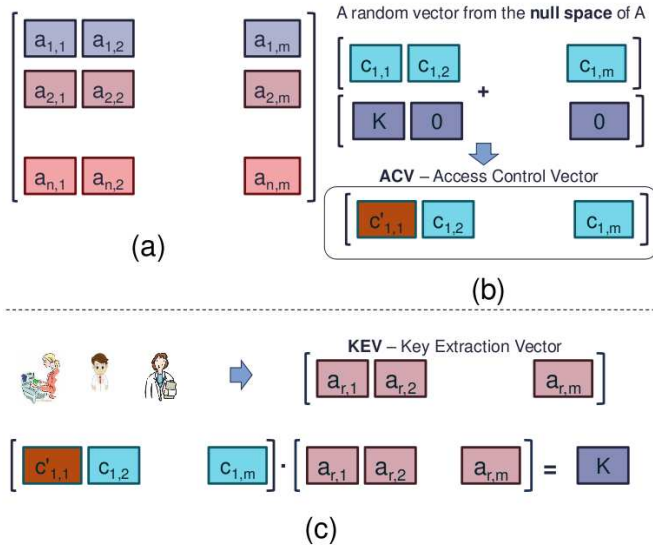 A random vector from the null space of A
a1,1 a1,2 a1,m
a2,1 a2,2 a2,m
an,1 an,2 an,m
(a)
c1,1 c1,2 c1,m
+
K 0 0
ACV – Access Control Vector
c'1,1 c1,2 c1,m
(b)
KEV – Key Extraction Vector
ar,1 ar,2 ar,m
c'1,1 c1,2 c1,m · ar,1 ar,2 ar,m = K
(c)